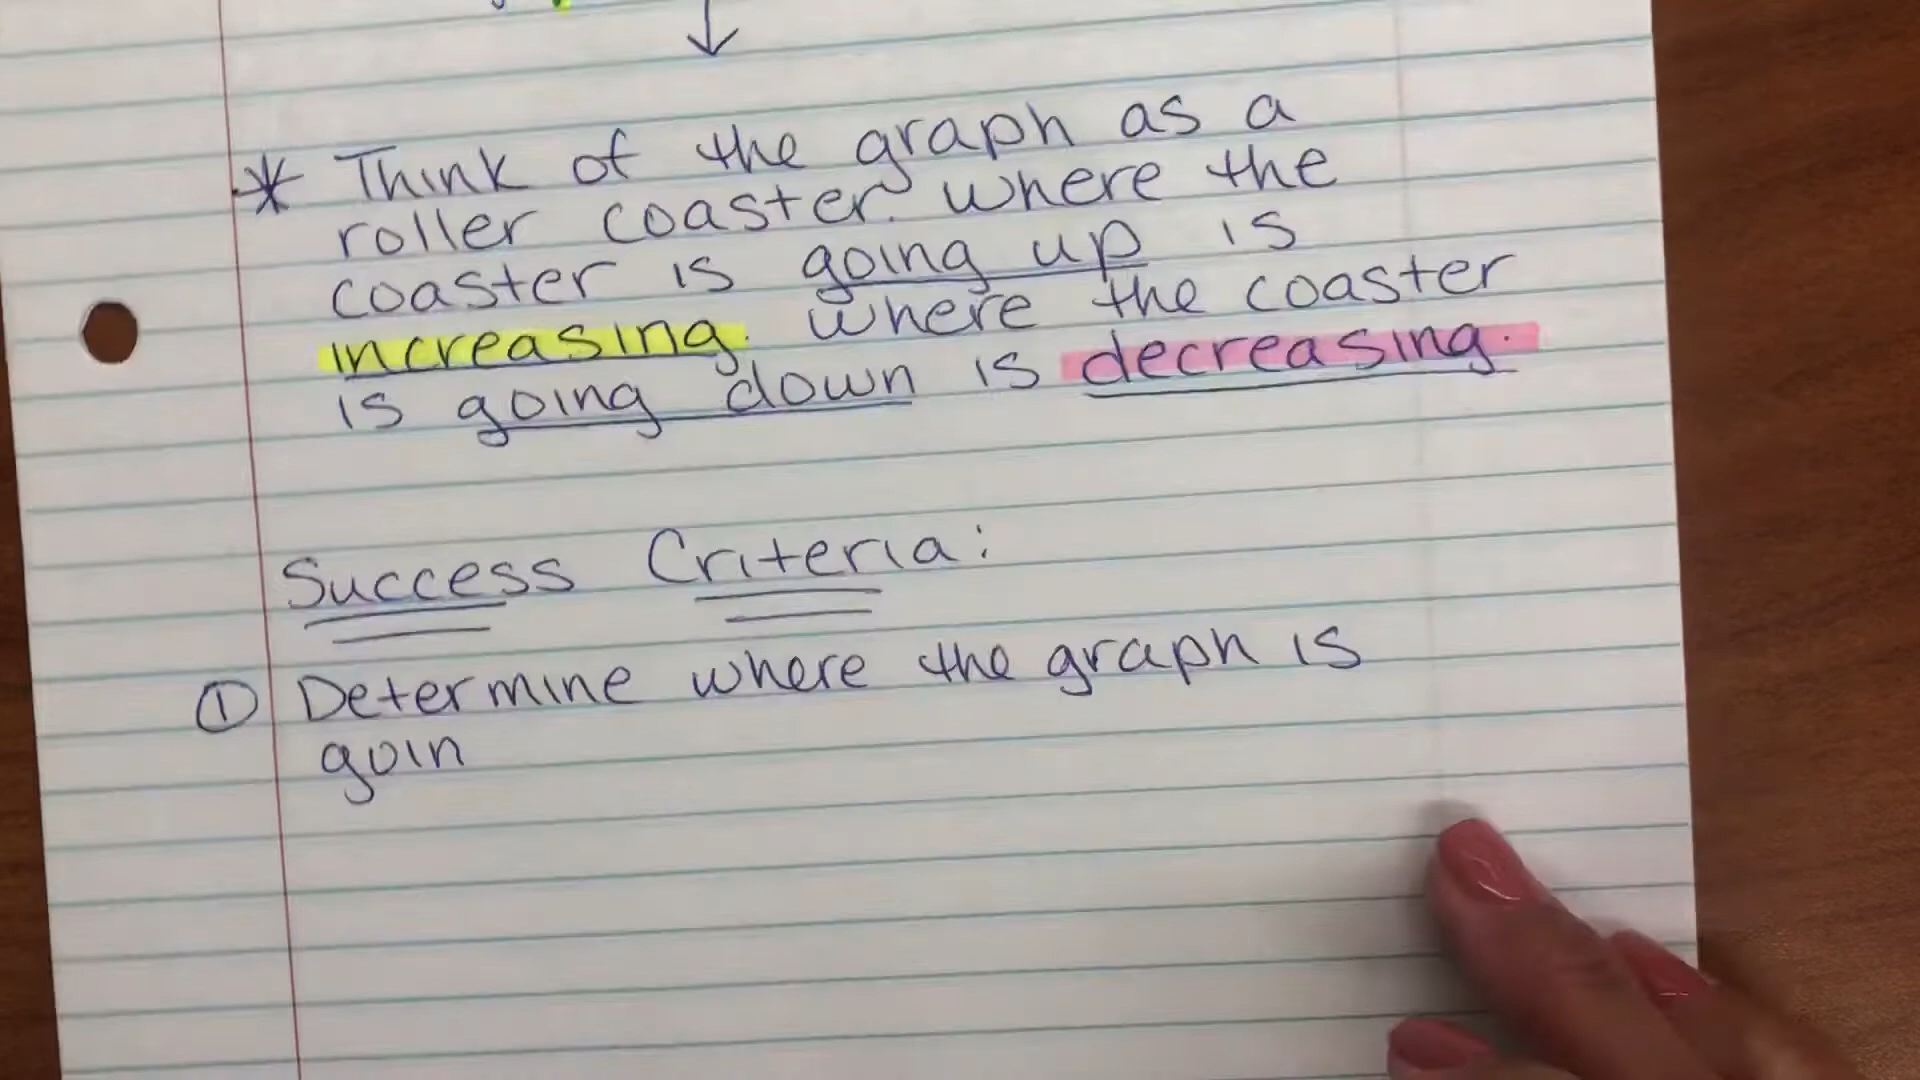 * Think of the graph as a
roller coaster. where the
coaster is going up is
increasing. where the coaster
is going down is decreasing.
Success Criteria:
① Determine where the graph is
goin